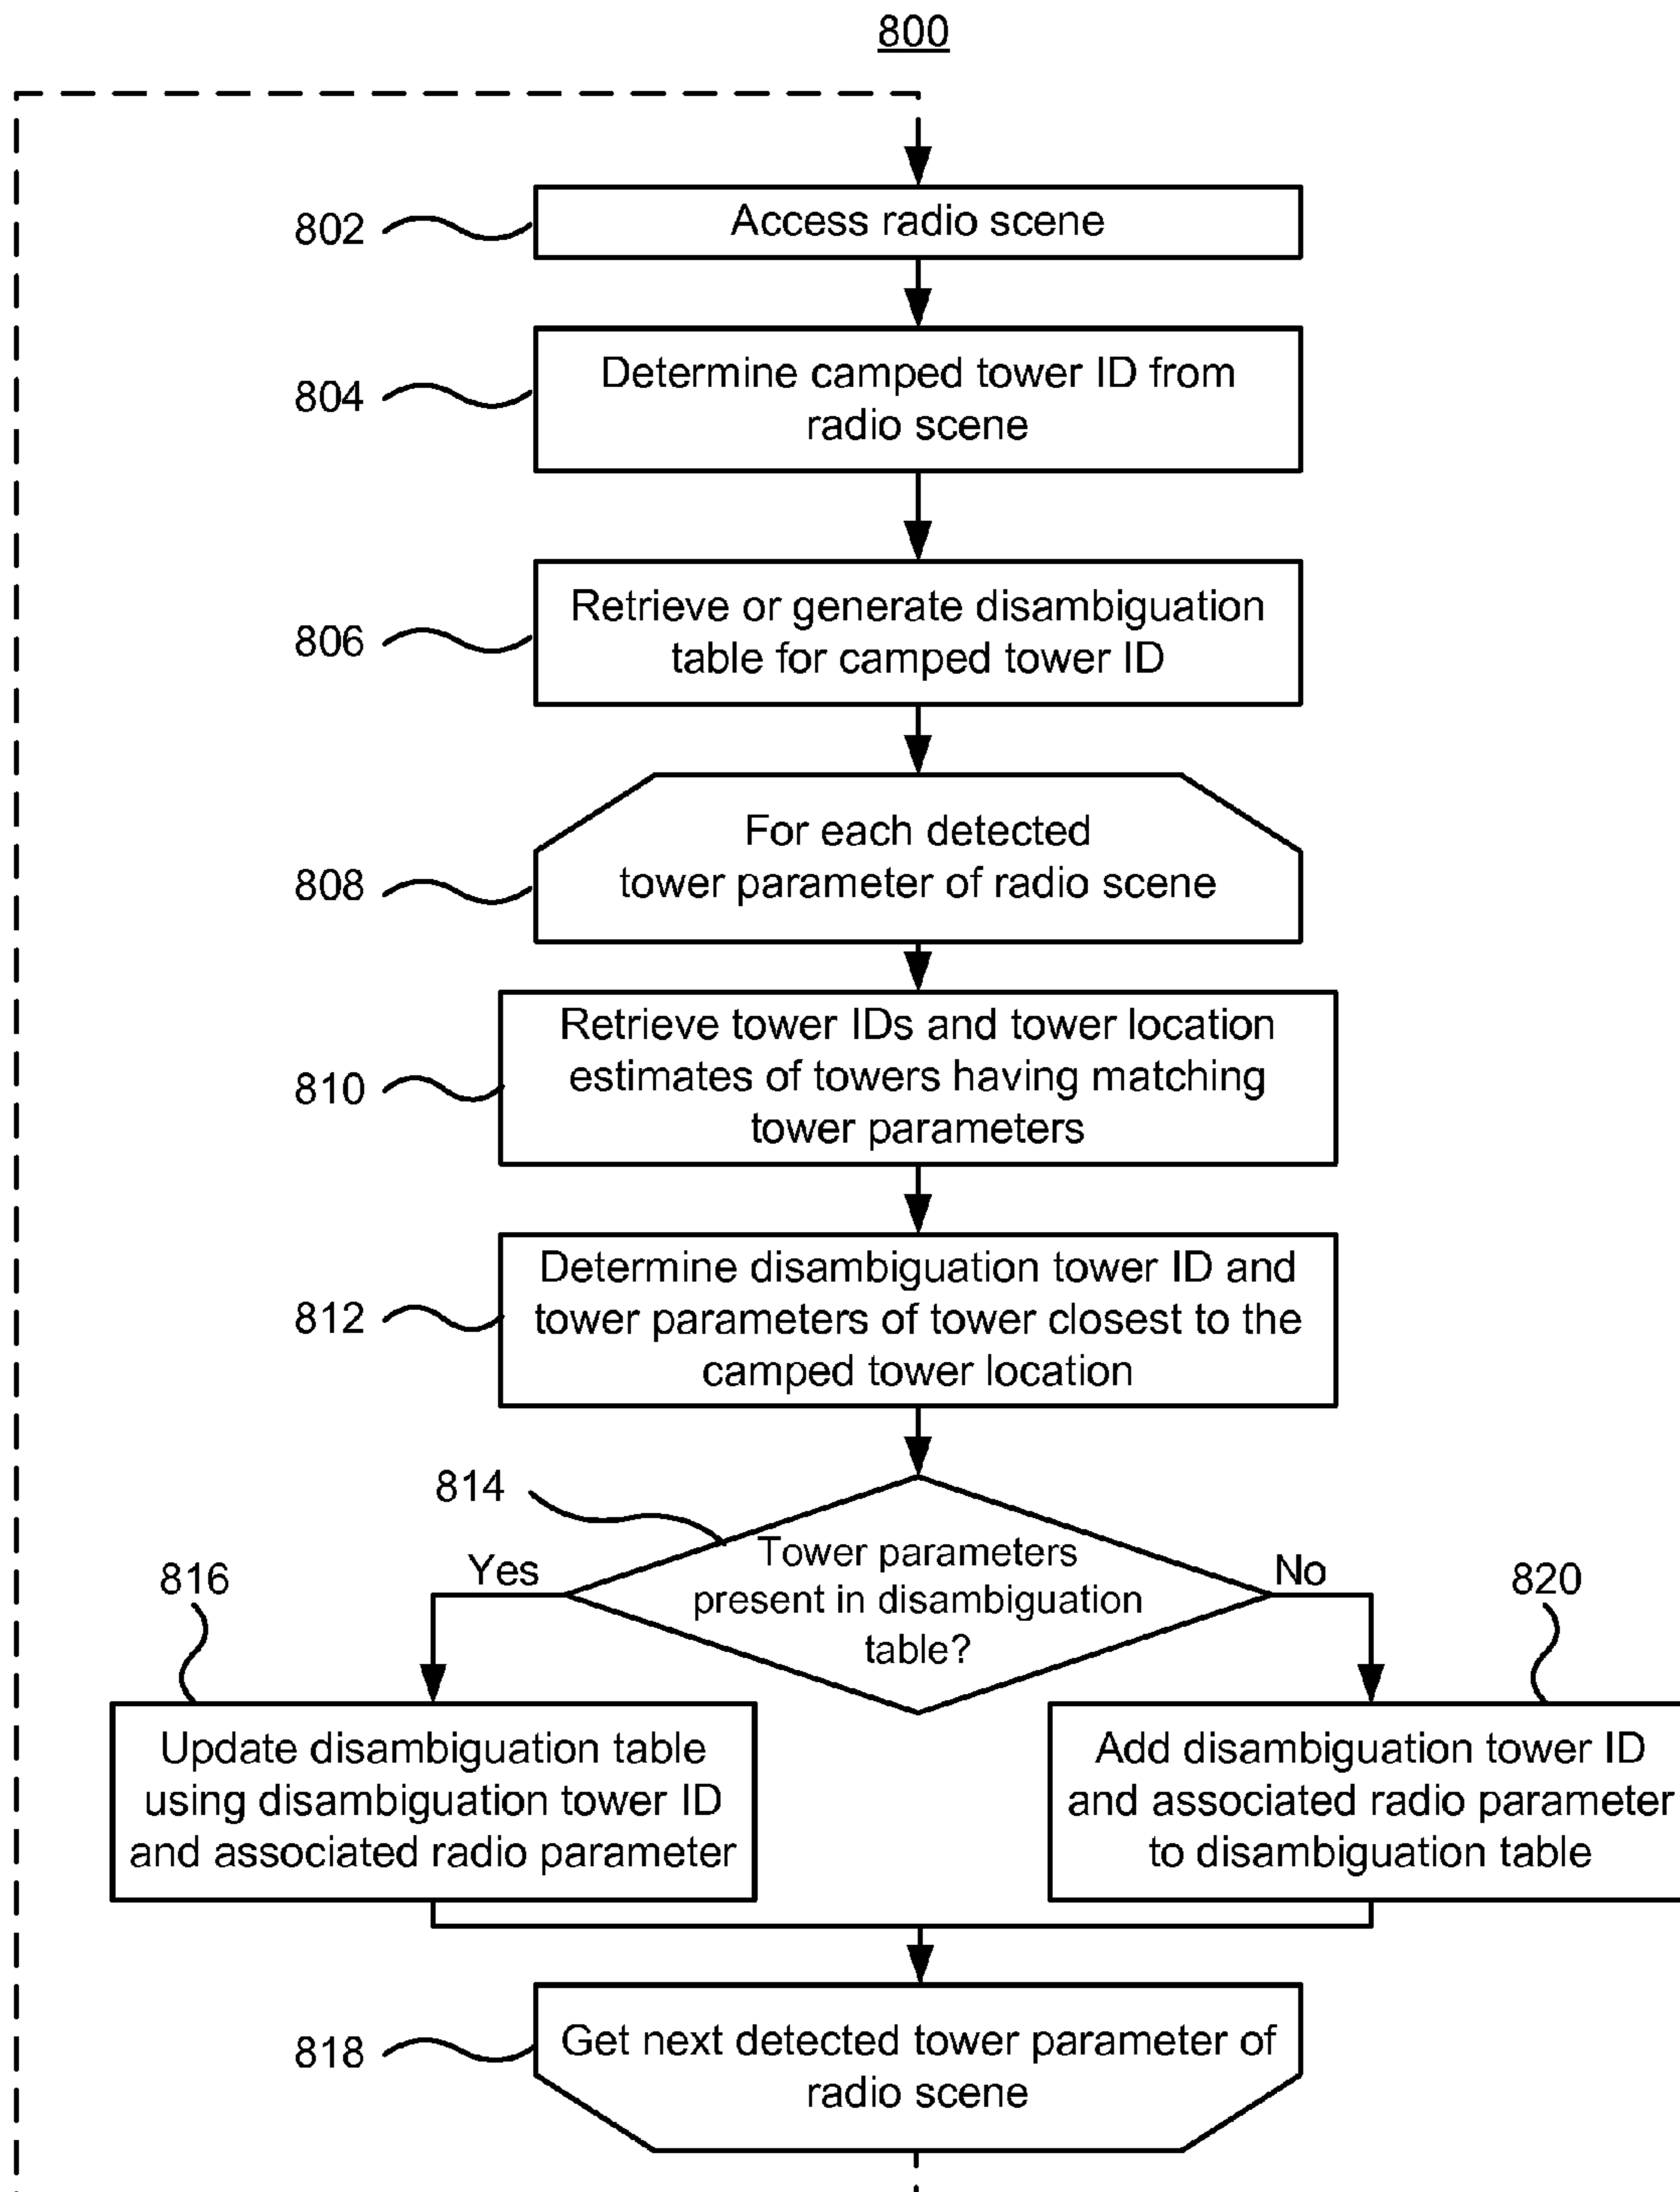 800
802
Access radio scene
804
Determine camped tower ID from
radio scene
806
Retrieve or generate disambiguation
table for camped tower ID
808
For each detected
tower parameter of radio scene
810
Retrieve tower IDs and tower location
estimates of towers having matching
tower parameters
812
Determine disambiguation tower ID and
tower parameters of tower closest to the
camped tower location
814
Tower parameters
present in disambiguation
table?
Yes
No
816
Update disambiguation table
using disambiguation tower ID
and associated radio parameter
820
Add disambiguation tower ID
and associated radio parameter
to disambiguation table
818
Get next detected tower parameter of
radio scene